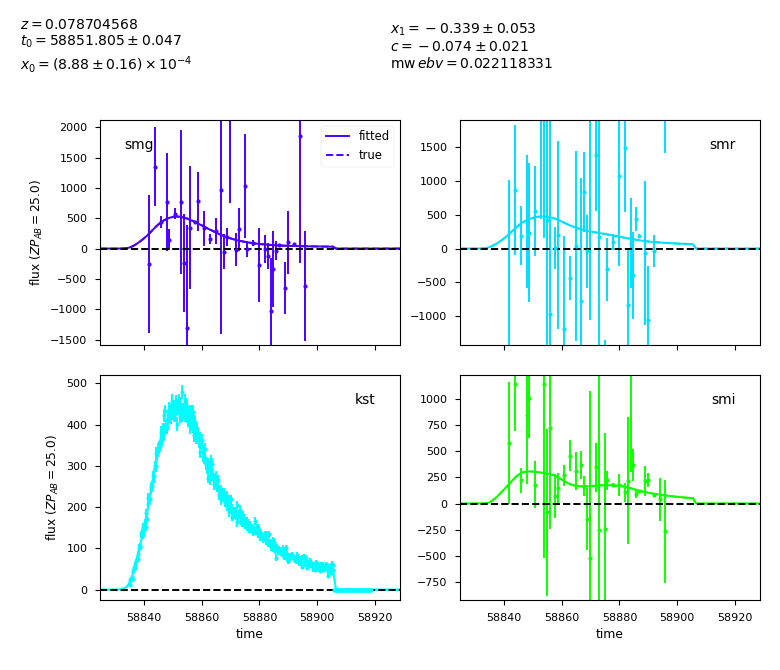 z = 0.078704568
t₀ = 58851.805 ± 0.047
x₀ = (8.88 ± 0.16) × 10⁻⁴
x₁ = −0.339 ± 0.053
c = −0.074 ± 0.021
mw ebv = 0.022118331
2000
1500
1000
500
0
−500
−1000
−1500
flux (ZP_AB = 25.0)
smg
fitted
true
1500
1000
500
0
−500
−1000
smr
500
400
300
200
100
0
flux (ZP_AB = 25.0)
kst
58840 58860 58880 58900 58920
time
1000
750
500
250
0
−250
−500
−750
smi
58840 58860 58880 58900 58920
time